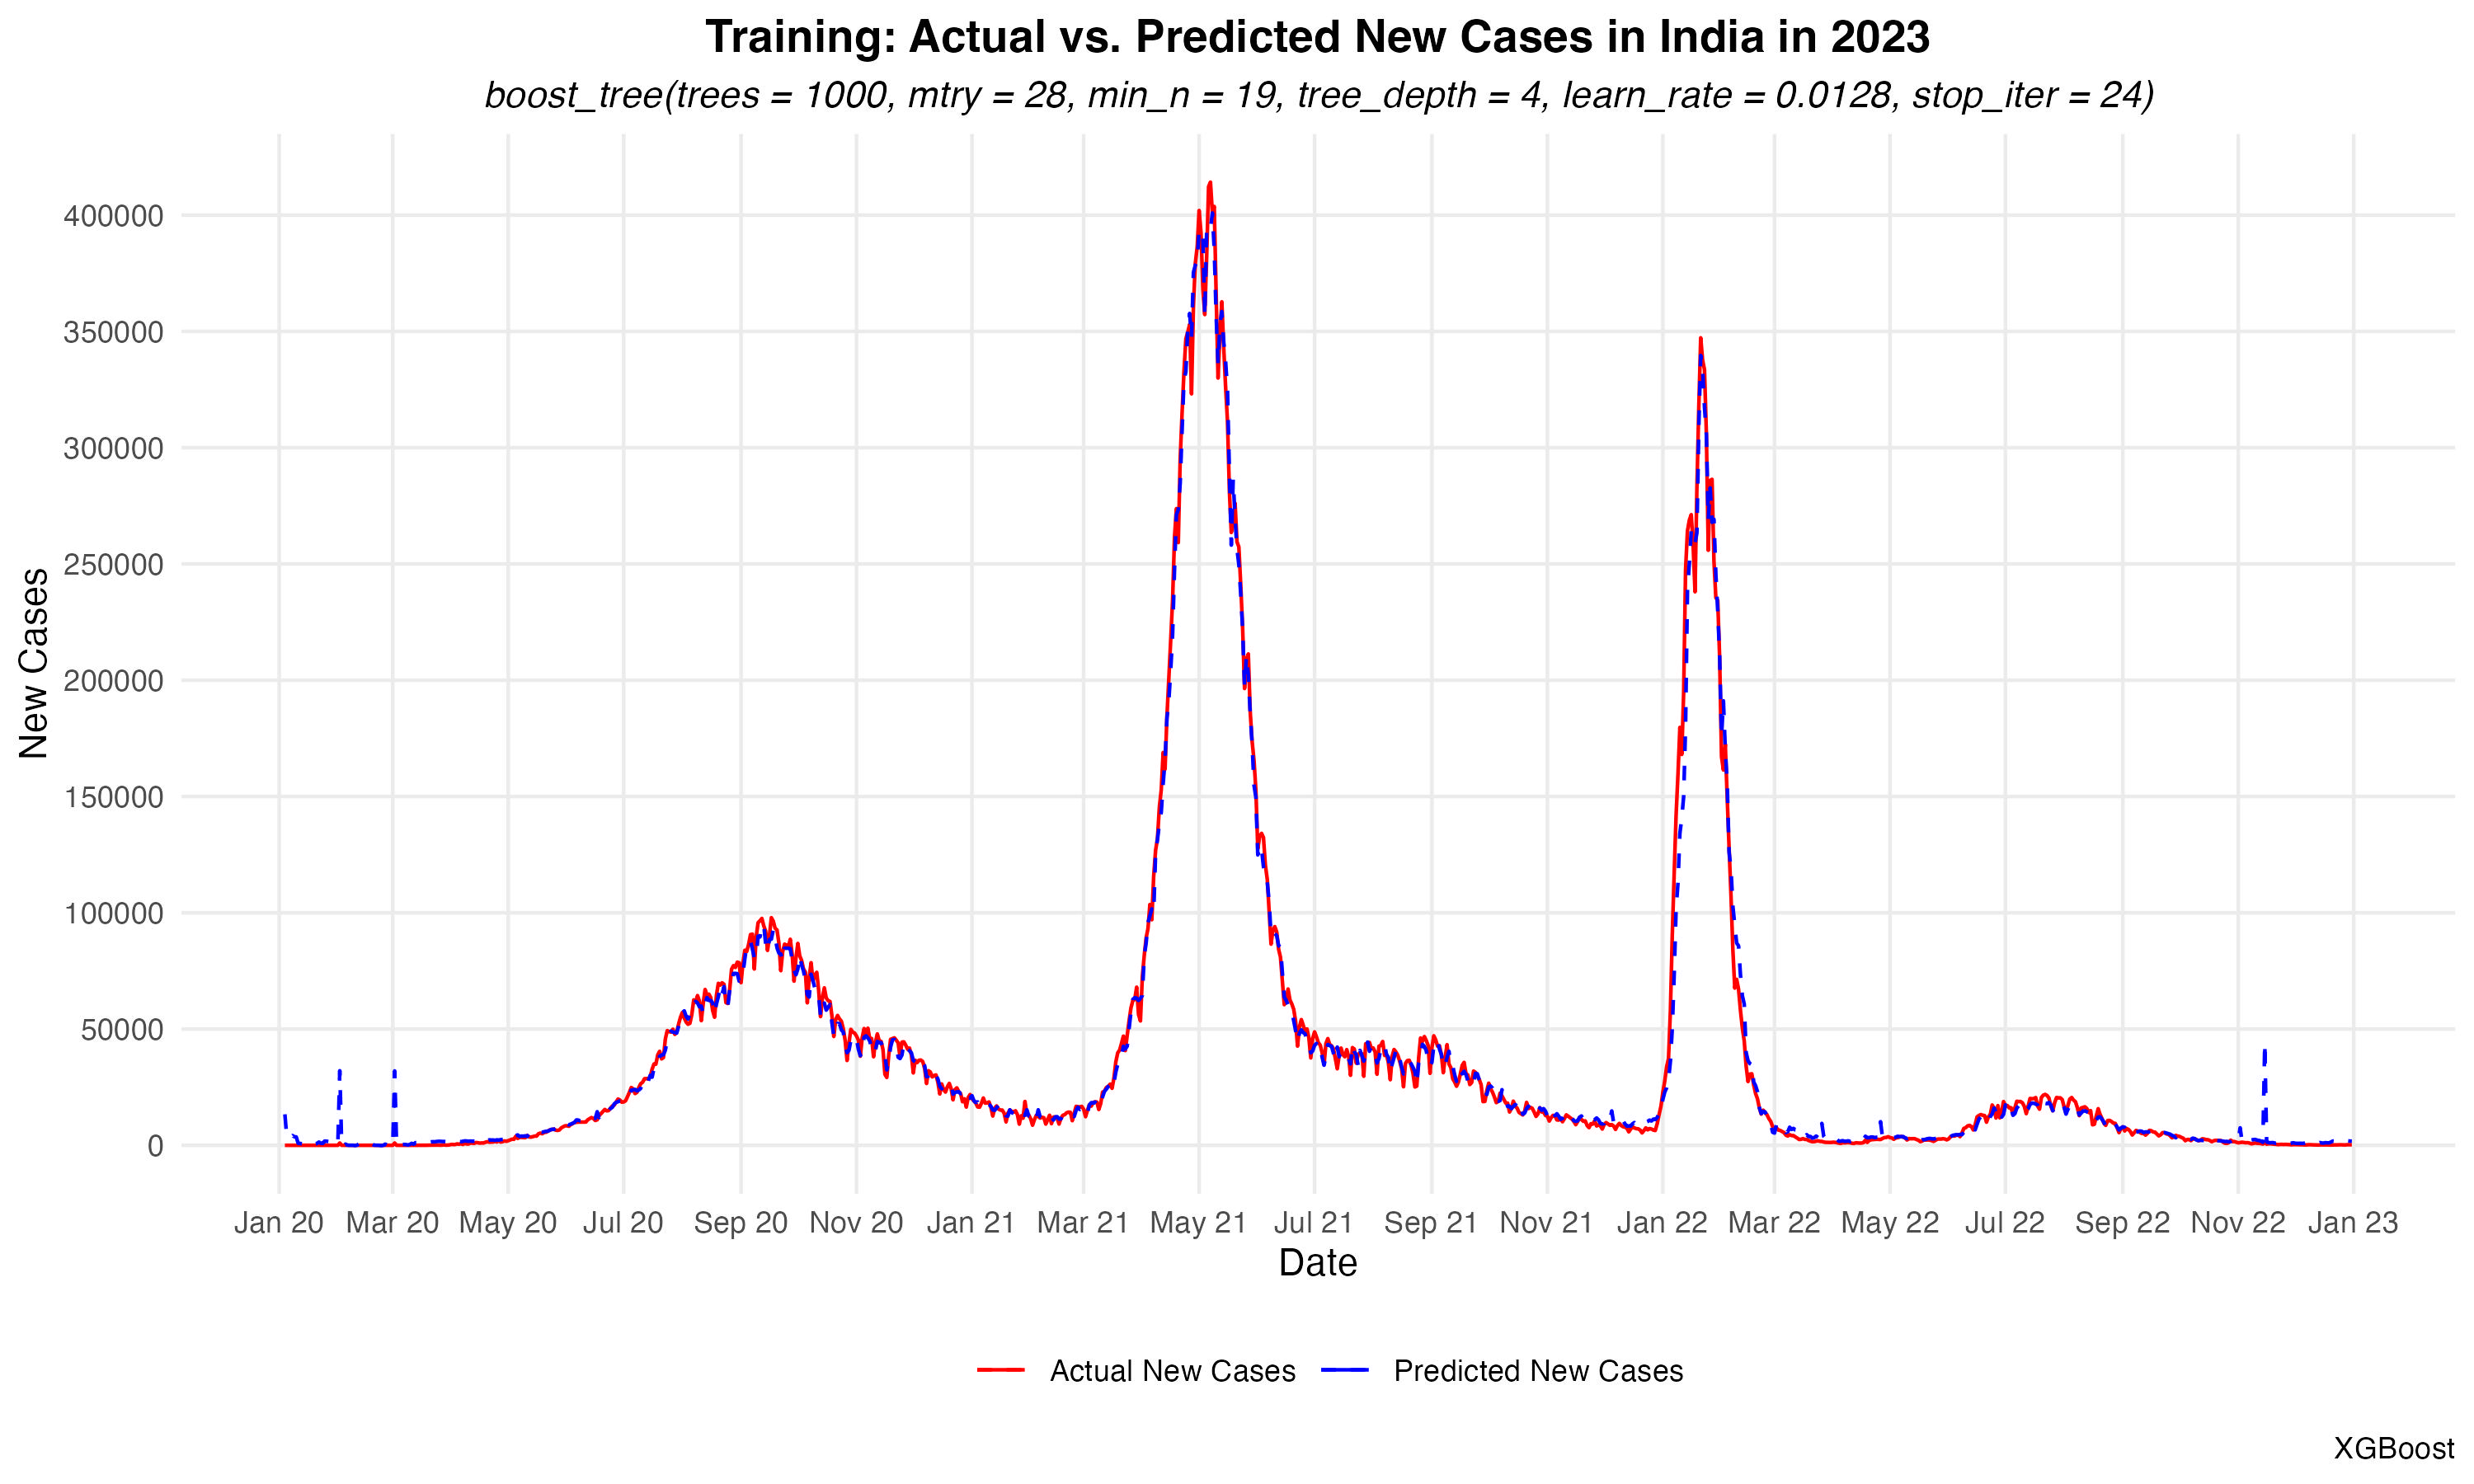 Training: Actual vs. Predicted New Cases in India in 2023
boost_tree(trees = 1000, mtry = 28, min_n = 19, tree_depth = 4, learn_rate = 0.0128, stop_iter = 24)
New Cases
400000
350000
300000
250000
200000
150000
100000
50000
0
Jan 20 Mar 20 May 20 Jul 20 Sep 20 Nov 20 Jan 21 Mar 21 May 21 Jul 21 Sep 21 Nov 21 Jan 22 Mar 22 May 22 Jul 22 Sep 22 Nov 22 Jan 23
Date
Actual New Cases Predicted New Cases
XGBoost